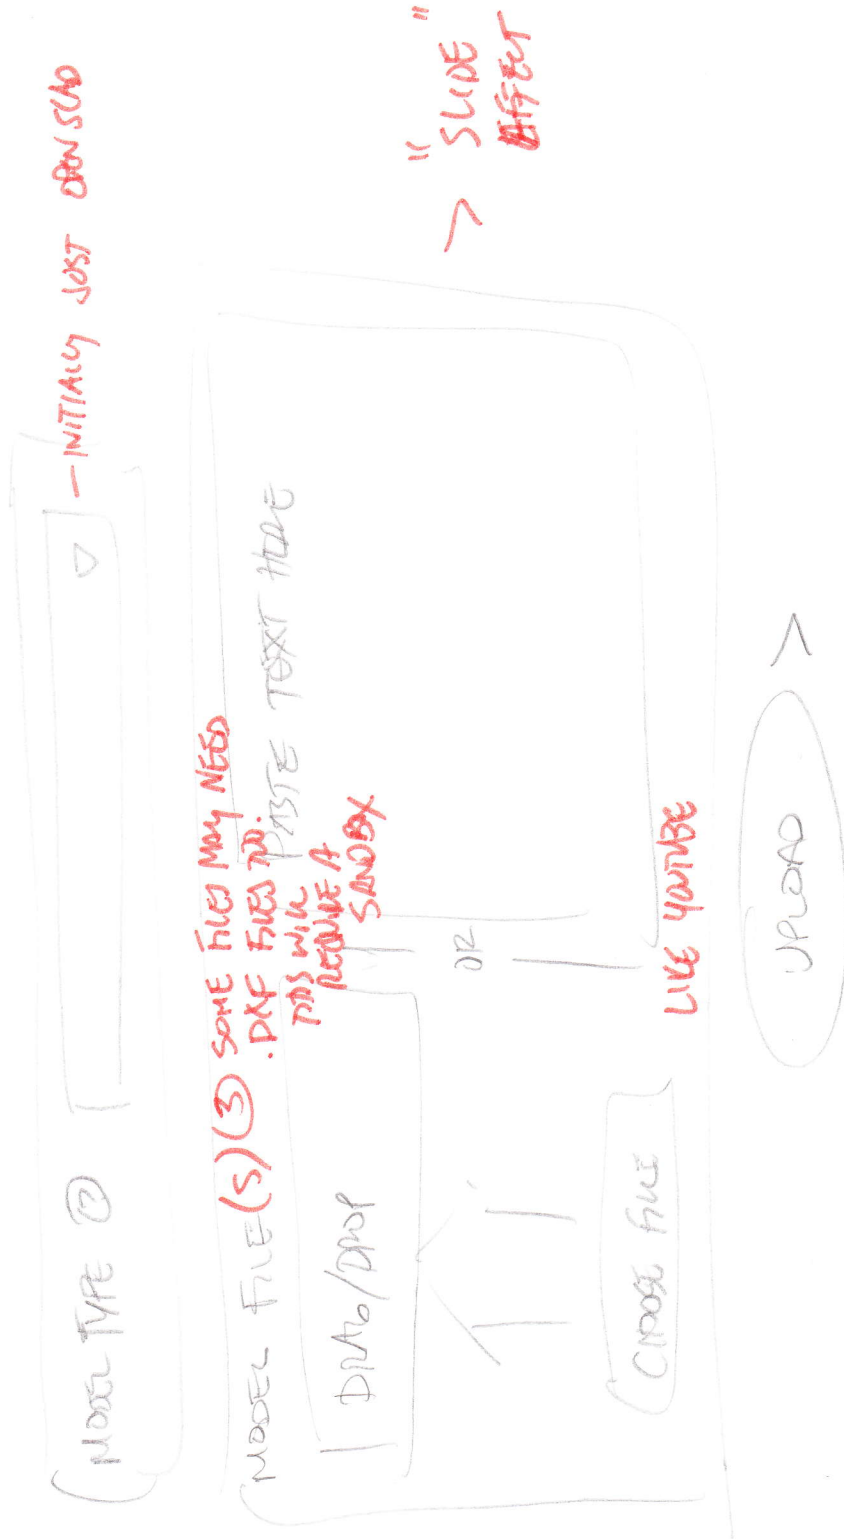 MODEL TYPE ?
- INITIALLY JUST OPENSCAD
MODEL FILE(S) (3) SOME FILES MAY NEED
.DXF FILES TOO.
THIS WILL
REQUIRE A
SANDBOX
DRAG/DROP
PASTE TEXT HERE
OR
CHOOSE FILE
LIKE YOUTUBE
UPLOAD >
> "SLIDE"
EFFECT